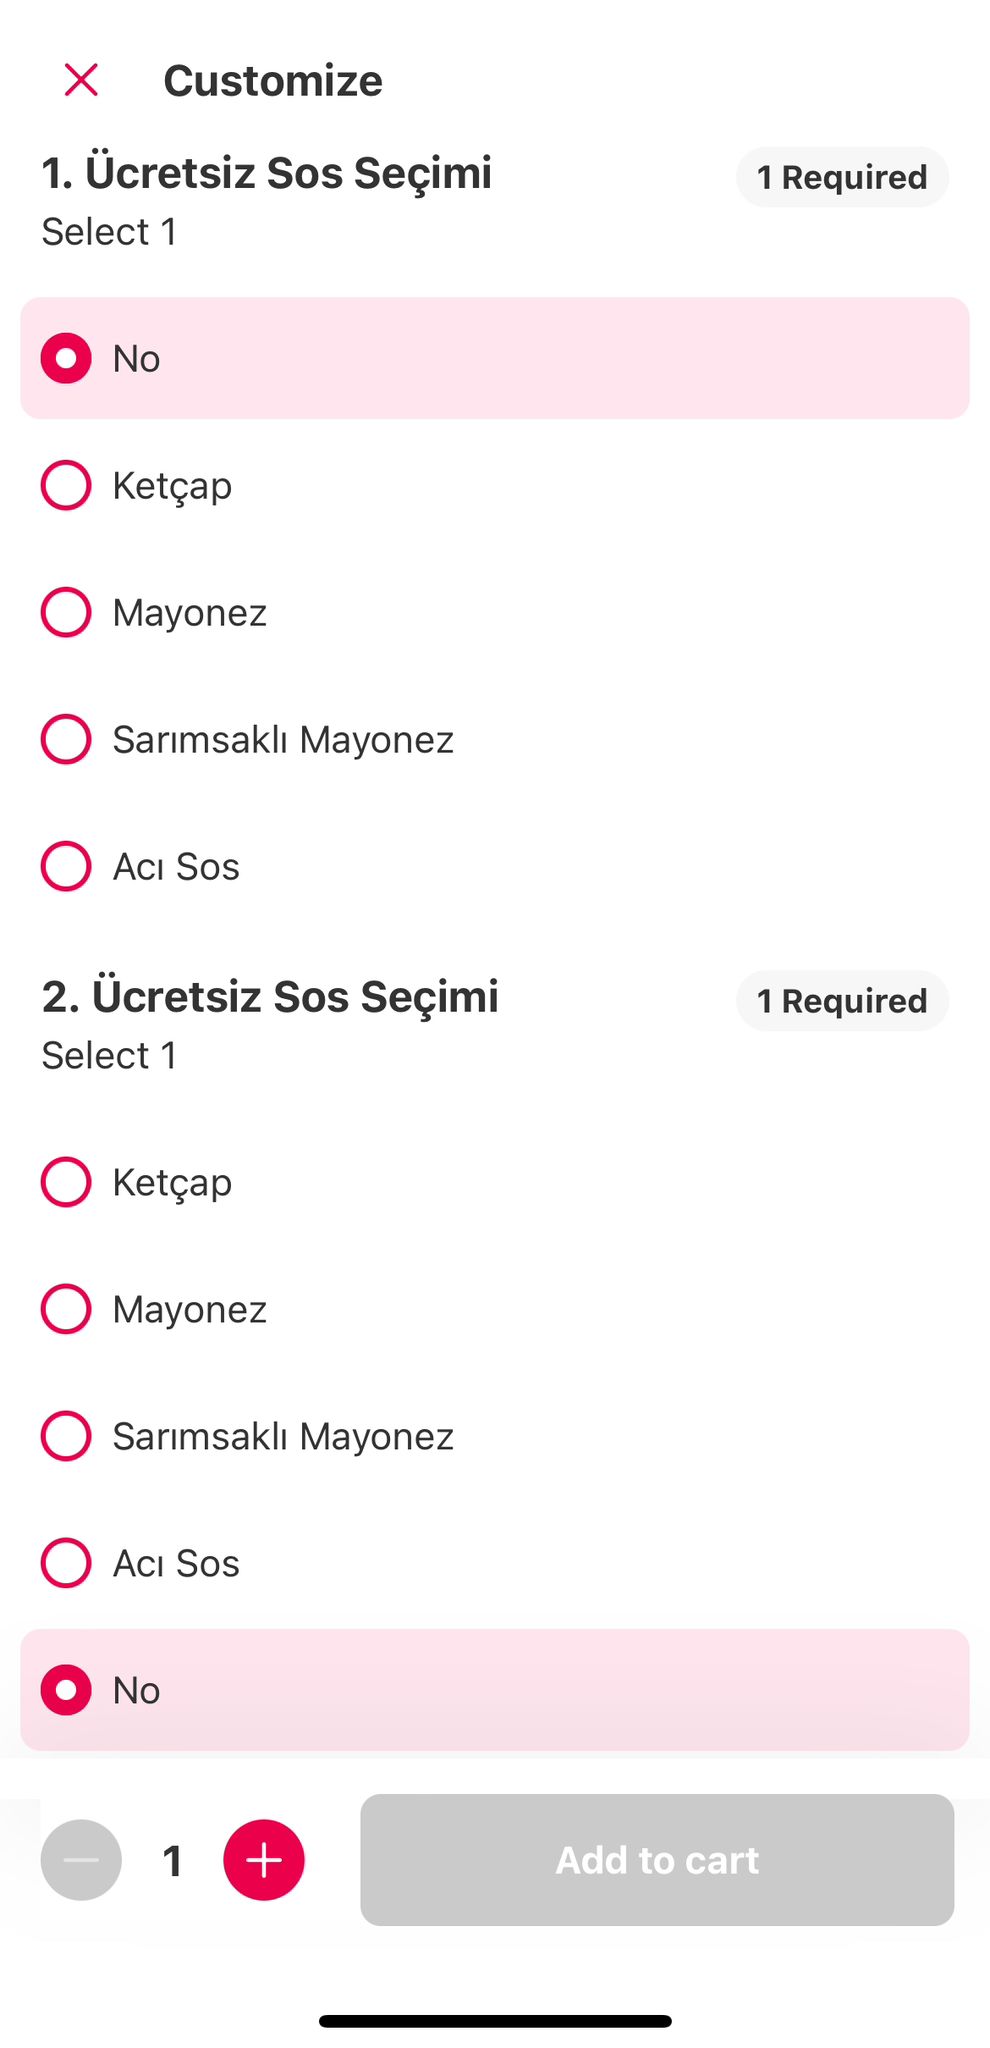 Customize
1. Ücretsiz Sos Seçimi
1 Required
Select 1
No
Ketçap
Mayonez
Sarımsaklı Mayonez
Acı Sos
2. Ücretsiz Sos Seçimi
1 Required
Select 1
Ketçap
Mayonez
Sarımsaklı Mayonez
Acı Sos
No
1
Add to cart